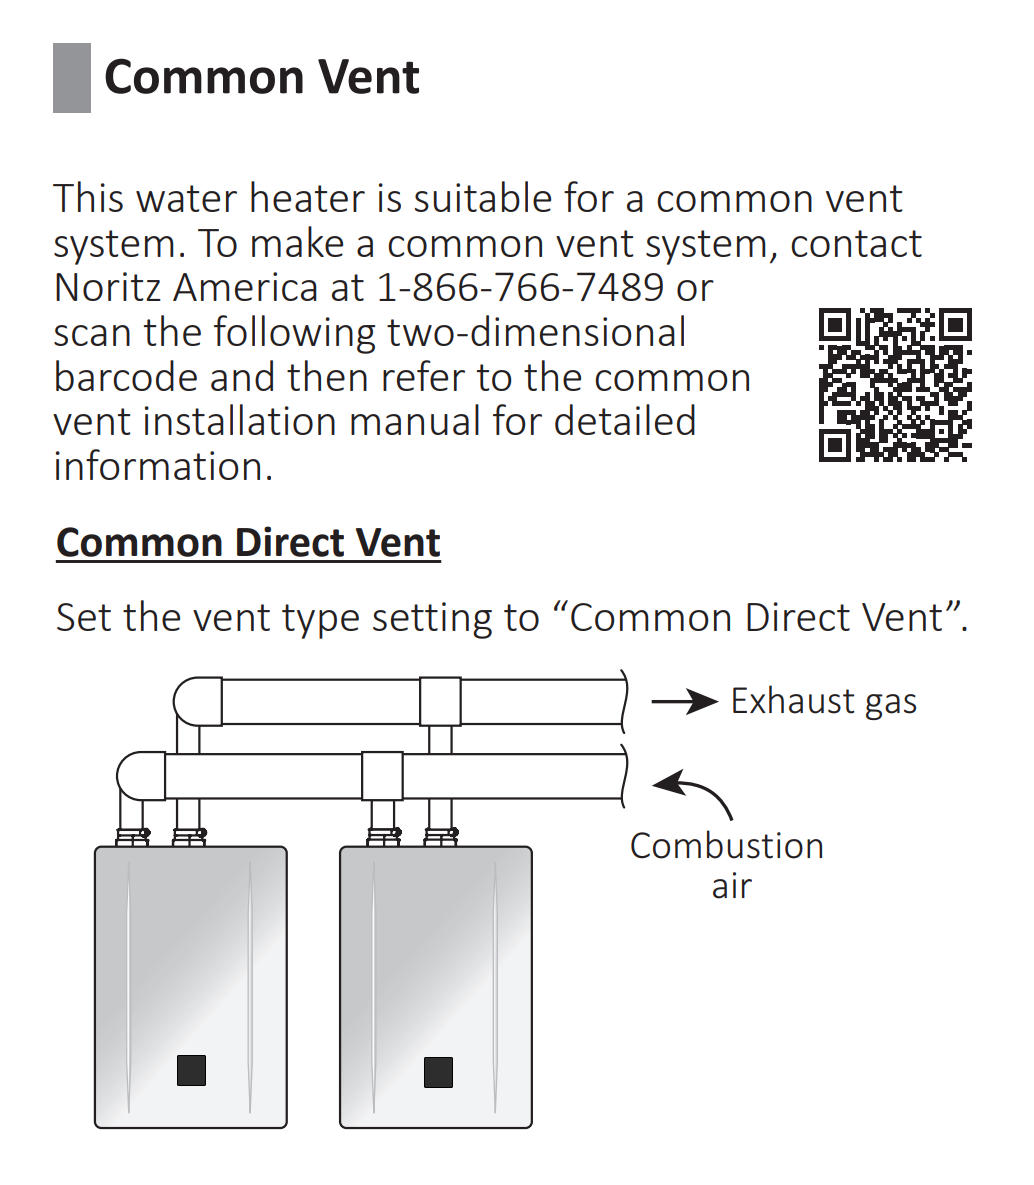 Common Vent
This water heater is suitable for a common vent
system. To make a common vent system, contact
Noritz America at 1-866-766-7489 or
scan the following two-dimensional
barcode and then refer to the common
vent installation manual for detailed
information.
Common Direct Vent
Set the vent type setting to “Common Direct Vent”.
Exhaust gas
Combustion
air